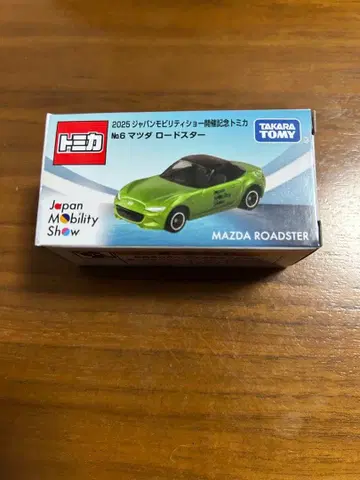 トミカ
2025 ジャパンモビリティショー開催記念トミカ
№6 マツダ ロードスター
TAKARA
TOMY
Japan
Mobility
Show
MAZDA ROADSTER